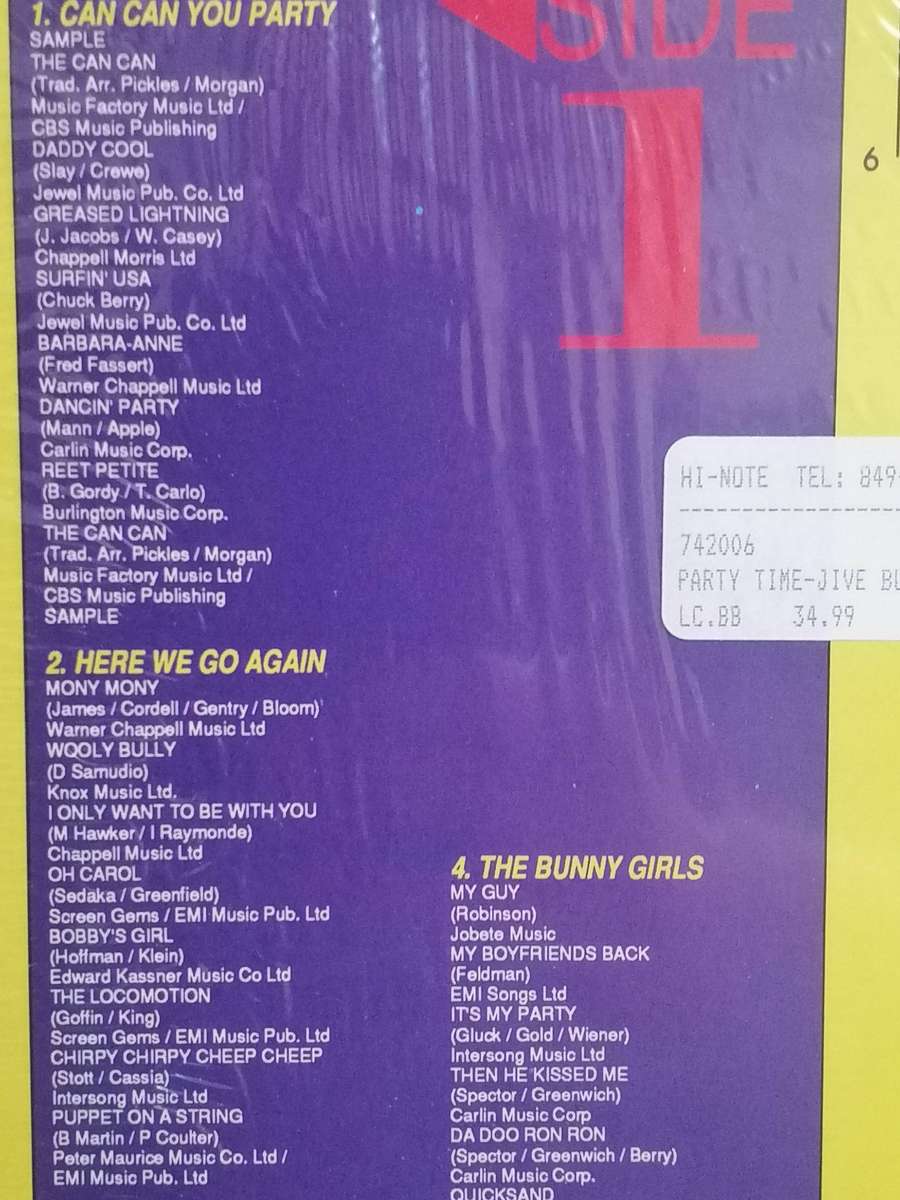 1. CAN CAN YOU PARTY
SAMPLE
THE CAN CAN
(Trad. Arr. Pickles / Morgan)
Music Factory Music Ltd /
CBS Music Publishing
DADDY COOL
(Slay / Crewe)
Jewel Music Pub. Co. Ltd
GREASED LIGHTNING
(J. Jacobs / W. Casey)
Chappell Morris Ltd
SURFIN' USA
(Chuck Berry)
Jewel Music Pub. Co. Ltd
BARBARA-ANNE
(Fred Fassert)
Warner Chappell Music Ltd
DANCIN' PARTY
(Mann / Apple)
Carlin Music Corp.
REET PETITE
(B. Gordy / T. Carlo)
Burlington Music Corp.
THE CAN CAN
(Trad. Arr. Pickles / Morgan)
Music Factory Music Ltd /
CBS Music Publishing
SAMPLE
2. HERE WE GO AGAIN
MONY MONY
(James / Cordell / Gentry / Bloom)
Warner Chappell Music Ltd
WOOLY BULLY
(D Samudio)
Knox Music Ltd.
I ONLY WANT TO BE WITH YOU
(M Hawker / I Raymonde)
Chappell Music Ltd
OH CAROL
(Sedaka / Greenfield)
Screen Gems / EMI Music Pub. Ltd
BOBBY'S GIRL
(Hoffman / Klein)
Edward Kassner Music Co Ltd
THE LOCOMOTION
(Goffin / King)
Screen Gems / EMI Music Pub. Ltd
CHIRPY CHIRPY CHEEP CHEEP
(Stott / Cassia)
Intersong Music Ltd
PUPPET ON A STRING
(B Martin / P Coulter)
Peter Maurice Music Co. Ltd /
EMI Music Pub. Ltd
SIDE
1
6
HI-NOTE TEL: 849
742006
PARTY TIME-JIVE BU
LC.BB 34.99
4. THE BUNNY GIRLS
MY GUY
(Robinson)
Jobete Music
MY BOYFRIENDS BACK
(Feldman)
EMI Songs Ltd
IT'S MY PARTY
(Gluck / Gold / Wiener)
Intersong Music Ltd
THEN HE KISSED ME
(Spector / Greenwich)
Carlin Music Corp
DA DOO RON RON
(Spector / Greenwich / Berry)
Carlin Music Corp.
QUICKSAND